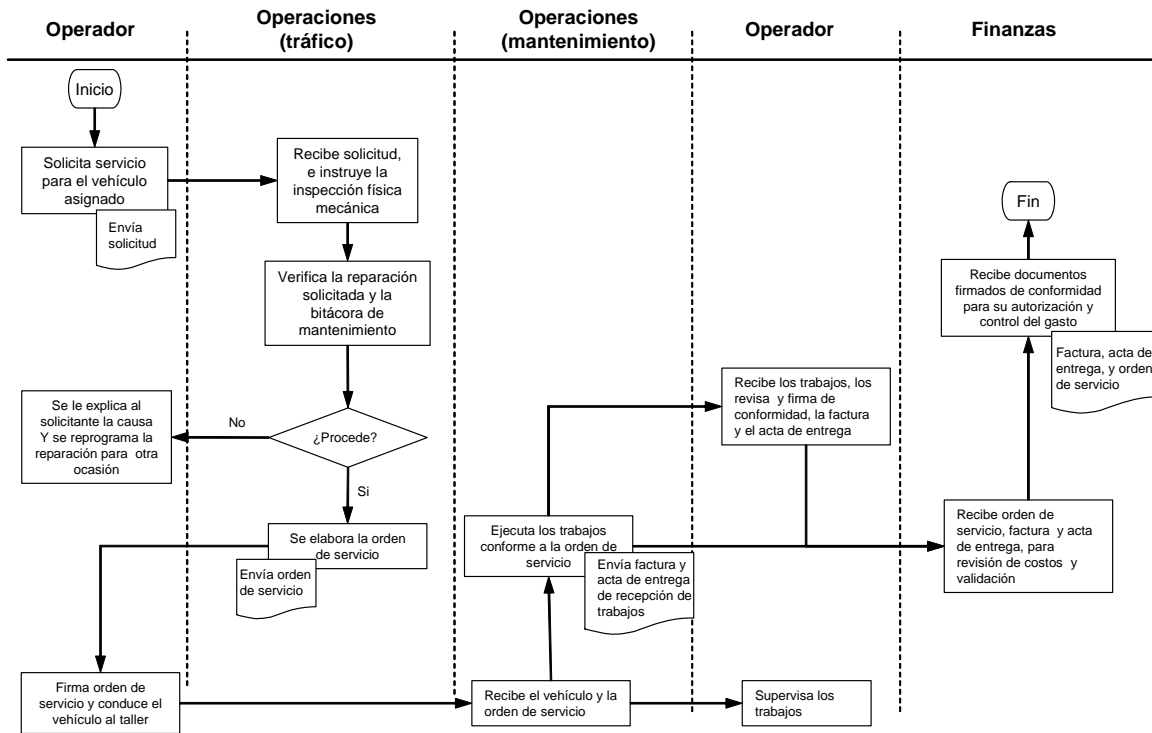 Operador
Operaciones
(tráfico)
Operaciones
(mantenimiento)
Operador
Finanzas
Inicio
Solicita servicio
para el vehículo
asignado
Envía
solicitud
Recibe solicitud,
e instruye la
inspección física
mecánica
Verifica la reparación
solicitada y la
bitácora de
mantenimiento
¿Procede?
No
Si
Se le explica al
solicitante la causa
Y se reprograma la
reparación para otra
ocasión
Se elabora la orden
de servicio
Envía orden
de servicio
Firma orden de
servicio y conduce el
vehículo al taller
Recibe el vehículo y la
orden de servicio
Supervisa los
trabajos
Ejecuta los trabajos
conforme a la orden de
servicio
Envía factura y
acta de entrega
de recepción de
trabajos
Recibe los trabajos, los
revisa y firma de
conformidad, la factura
y el acta de entrega
Recibe orden de
servicio, factura y acta
de entrega, para
revisión de costos y
validación
Recibe documentos
firmados de conformidad
para su autorización y
control del gasto
Factura, acta de
entrega, y orden
de servicio
Fin